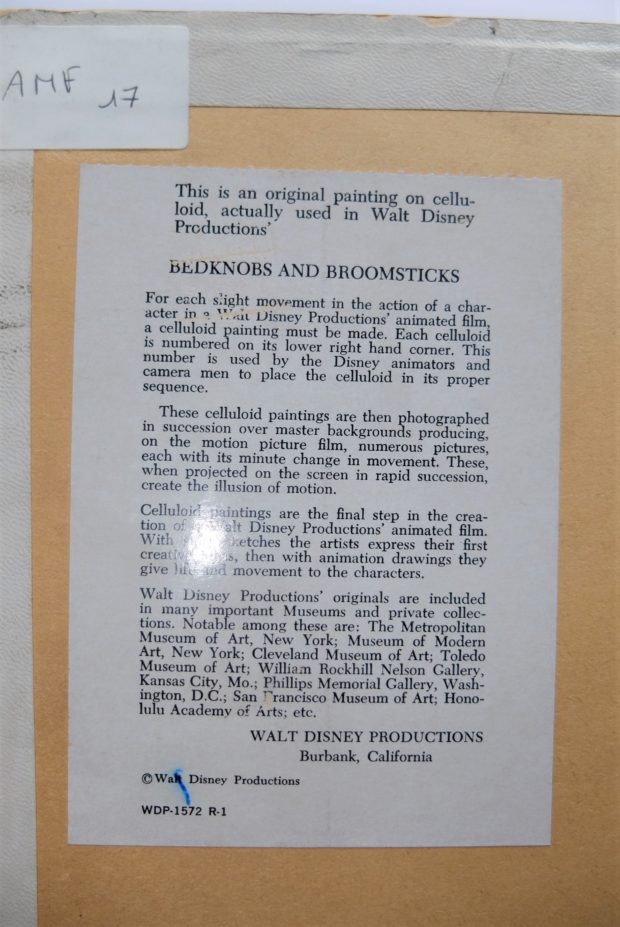 AMF 17
This is an original painting on cellu-
loid, actually used in Walt Disney
Productions'
BEDKNOBS AND BROOMSTICKS
For each slight movement in the action of a char-
acter in a Walt Disney Productions' animated film,
a celluloid painting must be made. Each celluloid
is numbered on its lower right hand corner. This
number is used by the Disney animators and
camera men to place the celluloid in its proper
sequence.
These celluloid paintings are then photographed
in succession over master backgrounds producing,
on the motion picture film, numerous pictures,
each with its minute change in movement. These,
when projected on the screen in rapid succession,
create the illusion of motion.
Celluloid paintings are the final step in the crea-
tion of Walt Disney Productions' animated film.
With sketches the artists express their first
then with animation drawings they
give life and movement to the characters.
Walt Disney Productions' originals are included
in many important Museums and private collec-
tions. Notable among these are: The Metropolitan
Museum of Art, New York; Museum of Modern
Art, New York; Cleveland Museum of Art; Toledo
Museum of Art; William Rockhill Nelson Gallery,
Kansas City, Mo.; Phillips Memorial Gallery, Wash-
ington, D.C.; San Francisco Museum of Art; Hono-
lulu Academy of Arts; etc.
WALT DISNEY PRODUCTIONS
Burbank, California
© Walt Disney Productions
WDP-1572 R-1